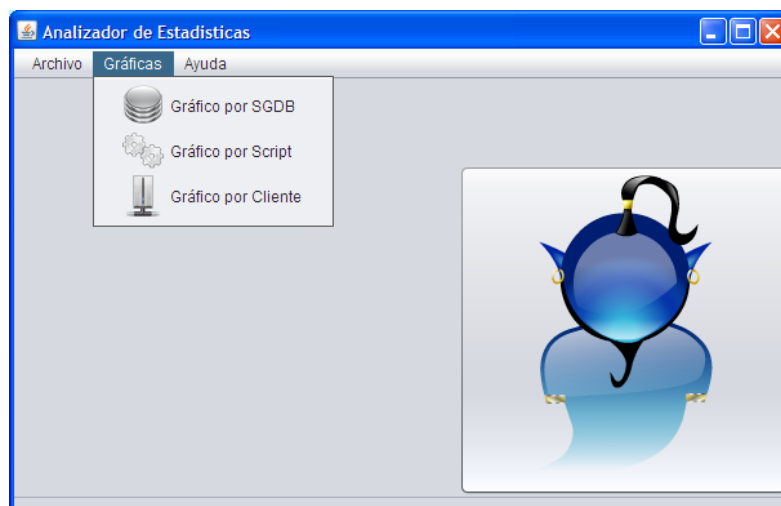 Analizador de Estadisticas
Archivo Gráficas Ayuda
Gráfico por SGDB
Gráfico por Script
Gráfico por Cliente